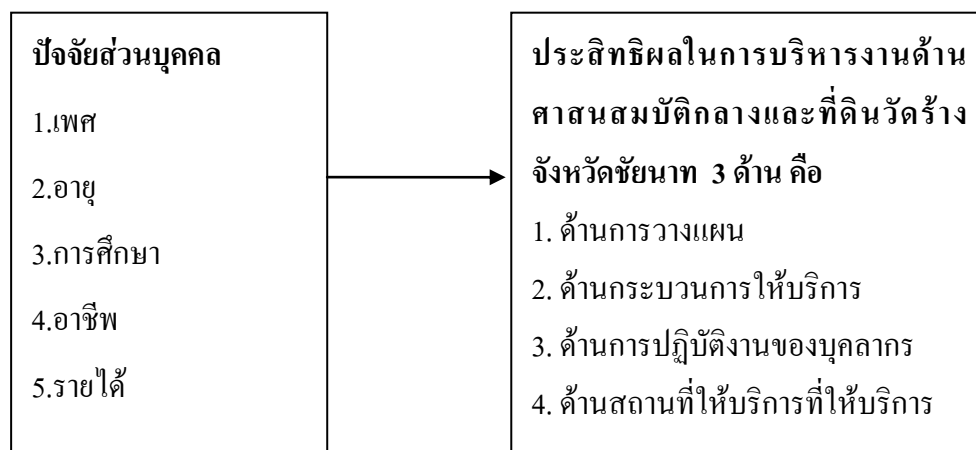 ปัจจัยส่วนบุคคล
1.เพศ
2.อายุ
3.การศึกษา
4.อาชีพ
5.รายได้
ประสิทธิผลในการบริหารงานด้าน
ศาสนสมบัติกลางและที่ดินวัดร้าง
จังหวัดชัยนาท 3 ด้าน คือ
1. ด้านการวางแผน
2. ด้านกระบวนการให้บริการ
3. ด้านการปฏิบัติงานของบุคลากร
4. ด้านสถานที่ให้บริการที่ให้บริการ